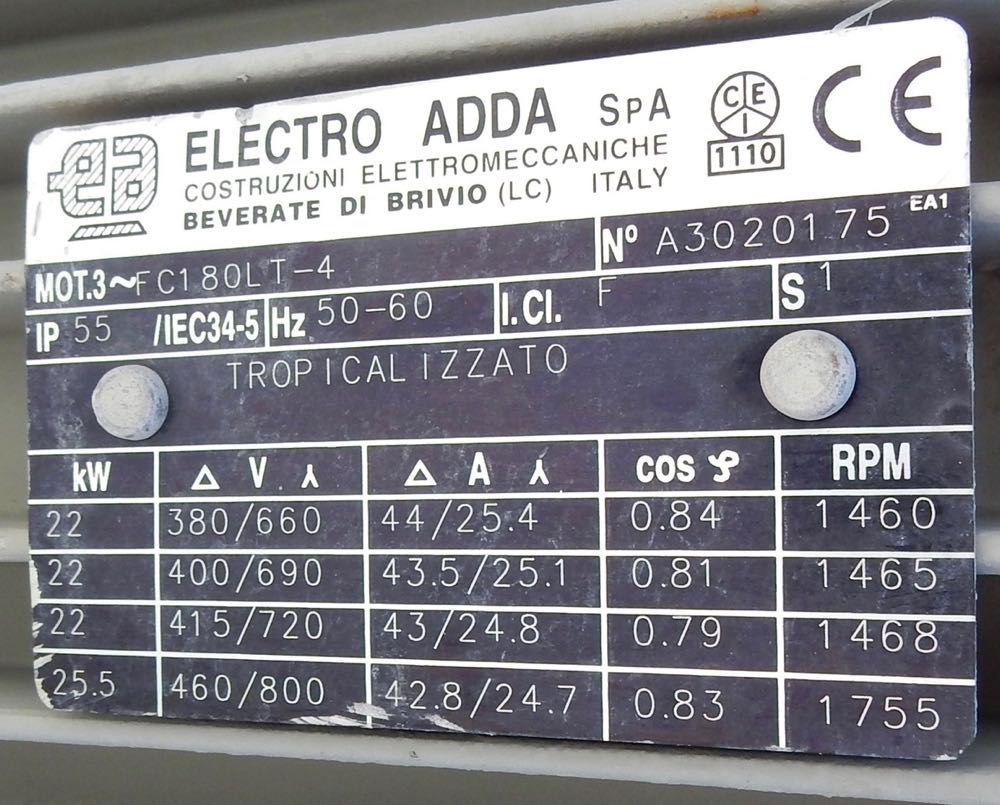 ea ELECTRO ADDA SpA
COSTRUZIONI ELETTROMECCANICHE
BEVERATE DI BRIVIO (LC) ITALY
CEI
1110
CE
EA1
MOT.3~FC180LT-4 Nº A3020175
IP 55 /IEC34-5 Hz 50-60 I.Cl. F S 1
TROPICALIZZATO
kW Δ V ⅄ Δ A ⅄ cos φ RPM
22 380/660 44/25.4 0.84 1460
22 400/690 43.5/25.1 0.81 1465
22 415/720 43/24.8 0.79 1468
25.5 460/800 42.8/24.7 0.83 1755